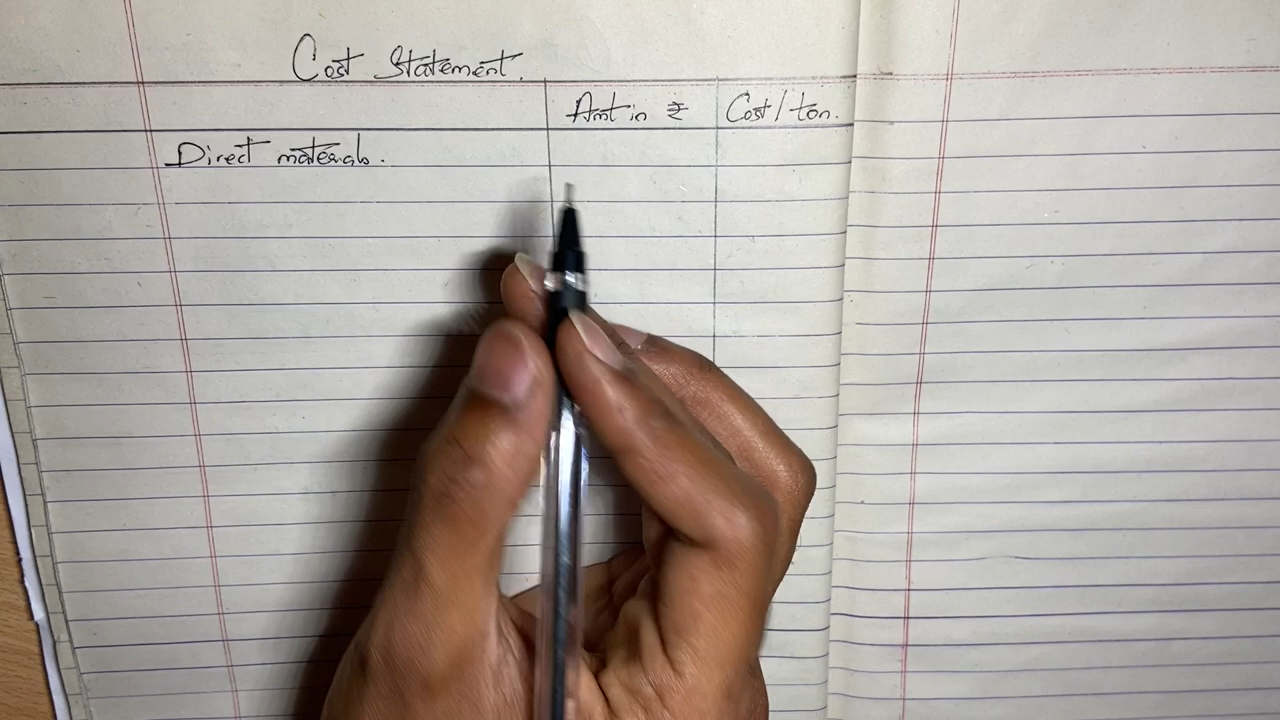 Cost Statement.
Amt in ₹ Cost / ton.
Direct materials.